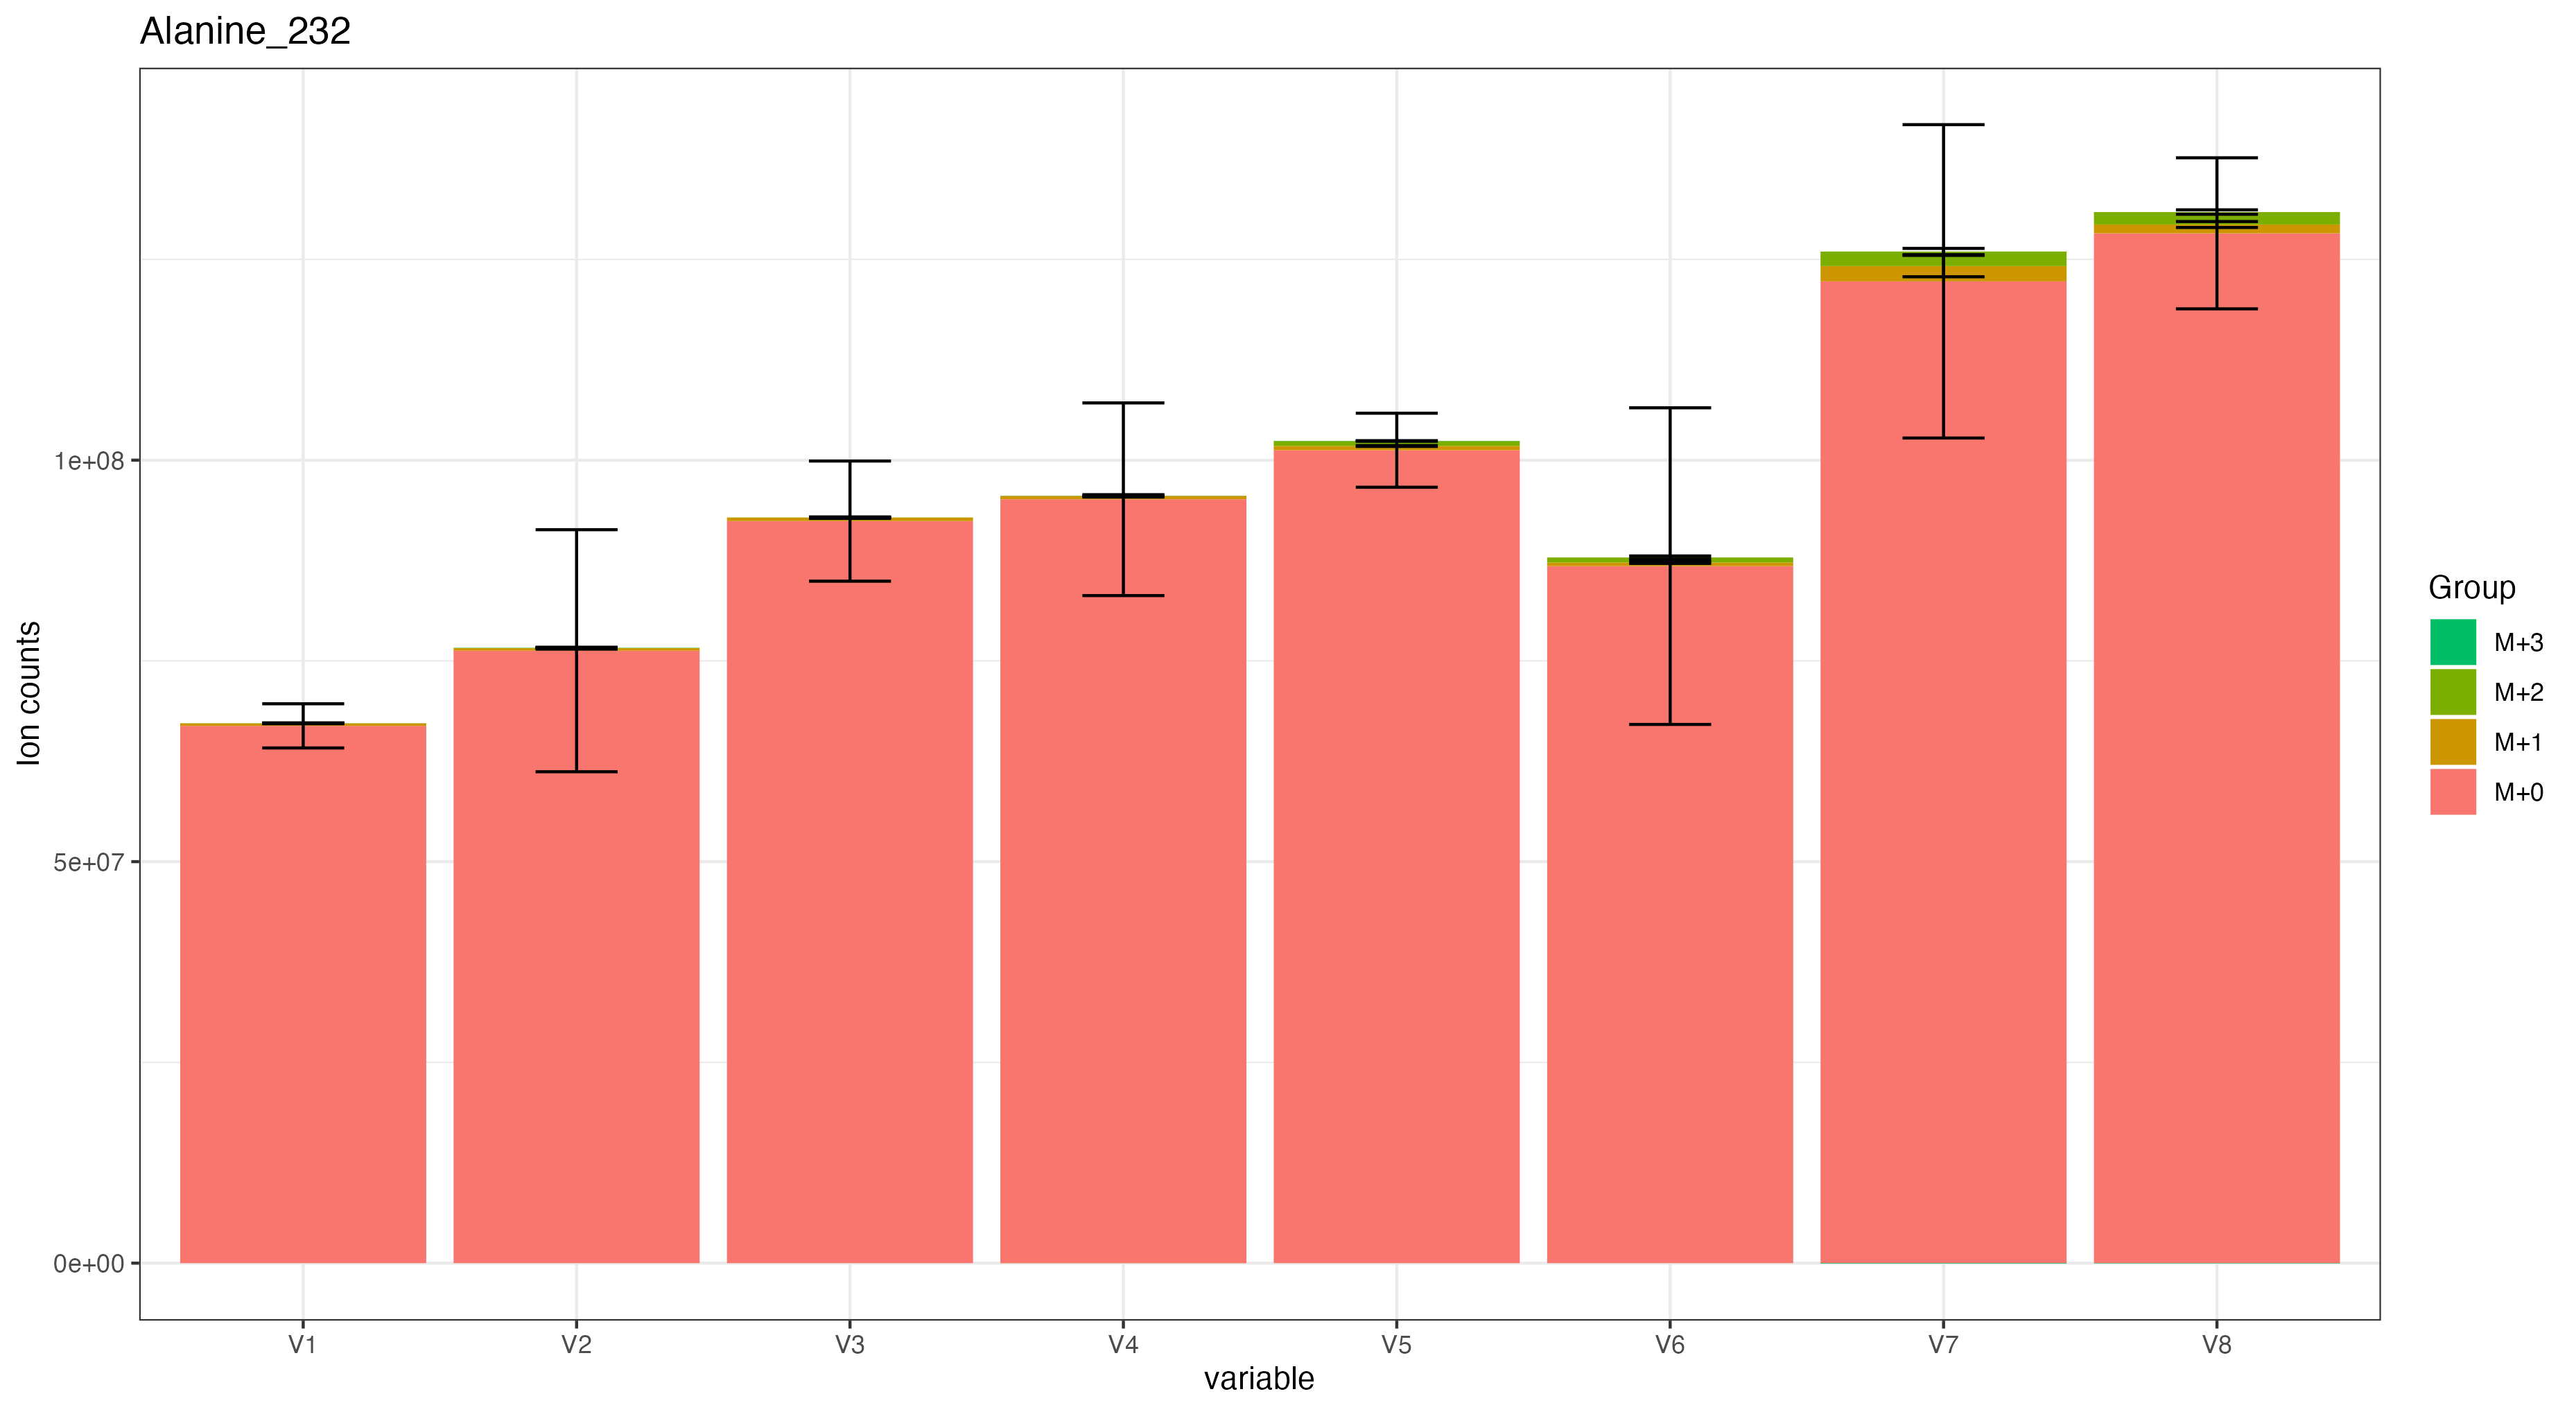 Alanine_232
Ion counts
1e+08
5e+07
0e+00
V1 V2 V3 V4 V5 V6 V7 V8
variable
Group
M+3
M+2
M+1
M+0